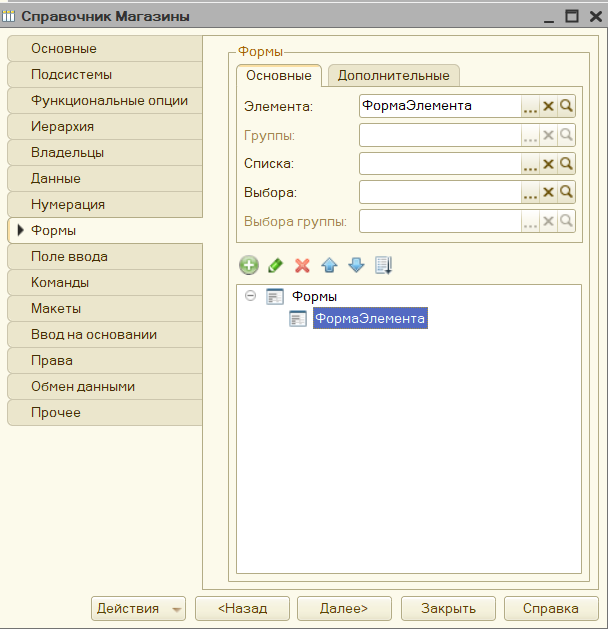 Справочник Магазины
Основные
Подсистемы
Функциональные опции
Иерархия
Владельцы
Данные
Нумерация
Формы
Поле ввода
Команды
Макеты
Ввод на основании
Права
Обмен данными
Прочее
Формы
Основные Дополнительные
Элемента: ФормаЭлемента ...
Группы: ...
Списка: ...
Выбора: ...
Выбора группы: ...
Формы
ФормаЭлемента
Действия <Назад Далее> Закрыть Справка